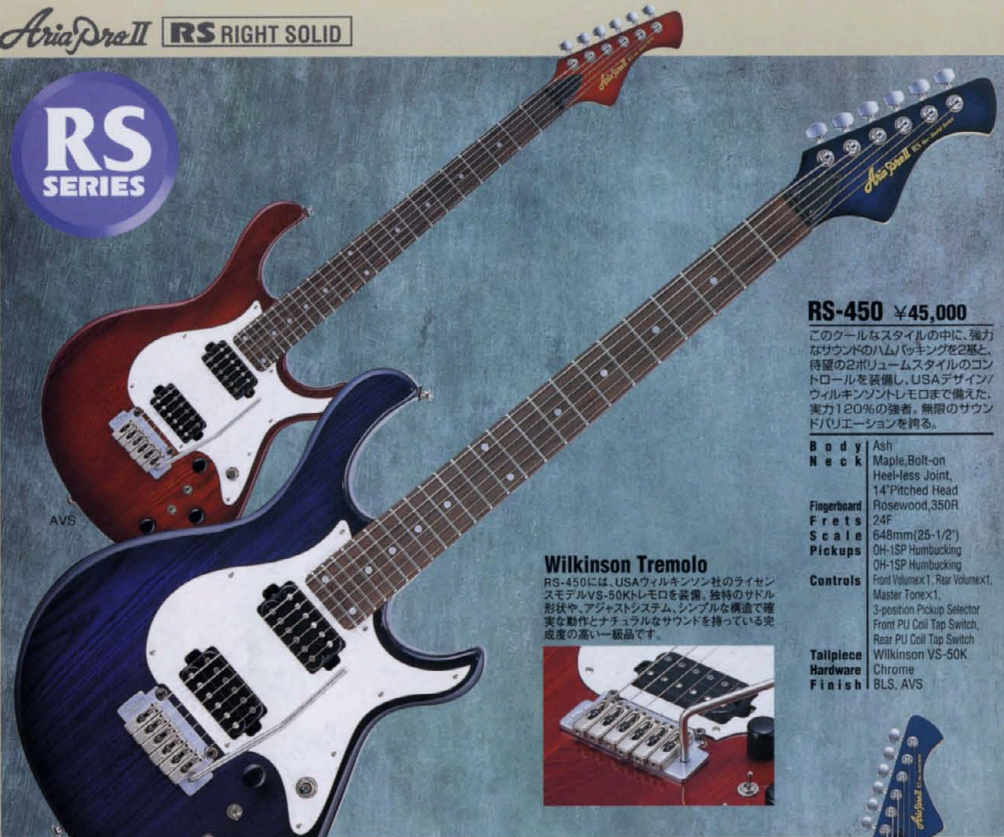 Aria Pro II RS RIGHT SOLID
RS
SERIES
Aria Pro II
Aria Pro II RS
AVS
RS-450 ¥45,000
このクールなスタイルの中に、強力
なサウンドのハムバッキングを2基と、
待望の2ボリュームスタイルのコン
トロールを装備し、USAデザイン/
ウィルキンソントレモロまで備えた、
実力120%の強者。無限のサウン
ドバリエーションを誇る。
Body Ash
Neck Maple,Bolt-on
Heel-less Joint,
14°Pitched Head
Fingerboard Rosewood,350R
Frets 24F
Scale 648mm(25-1/2")
Pickups OH-1SP Humbucking
OH-1SP Humbucking
Controls Front Volume×1, Rear Volume×1,
Master Tone×1,
3-position Pickup Selector
Front PU Coil Tap Switch,
Rear PU Coil Tap Switch
Tailpiece Wilkinson VS-50K
Hardware Chrome
Finish BLS, AVS
Wilkinson Tremolo
RS-450には、USAウィルキンソン社のライセン
スモデルVS-50Kトレモロを装備。独特のサドル
形状や、アジャストシステム、シンプルな構造で確
実な動作とナチュラルなサウンドを持っている完
成度の高い一級品です。
Aria Pro II